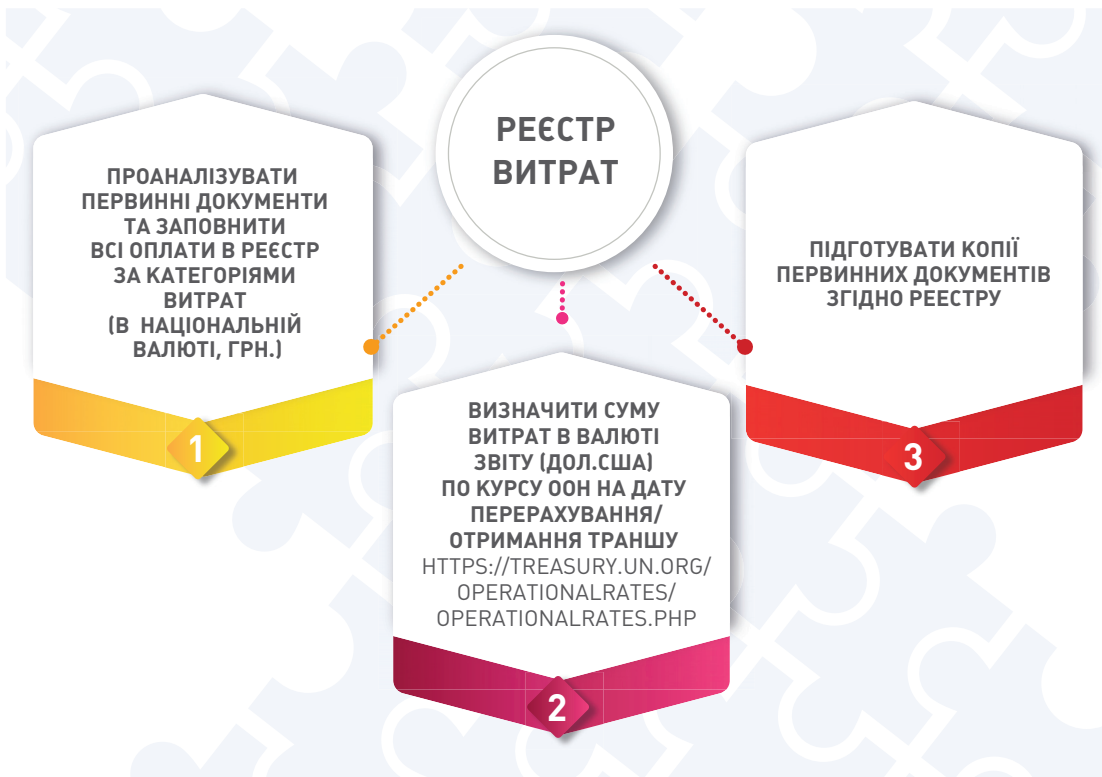 РЕЄСТР
ВИТРАТ
ПРОАНАЛІЗУВАТИ
ПЕРВИННІ ДОКУМЕНТИ
ТА ЗАПОВНИТИ
ВСІ ОПЛАТИ В РЕЄСТР
ЗА КАТЕГОРІЯМИ
ВИТРАТ
(В НАЦІОНАЛЬНІЙ
ВАЛЮТІ, ГРН.)
1
ВИЗНАЧИТИ СУМУ
ВИТРАТ В ВАЛЮТІ
ЗВІТУ (ДОЛ.США)
ПО КУРСУ ООН НА ДАТУ
ПЕРЕРАХУВАННЯ/
ОТРИМАННЯ ТРАНШУ
HTTPS://TREASURY.UN.ORG/
OPERATIONALRATES/
OPERATIONALRATES.PHP
2
ПІДГОТУВАТИ КОПІЇ
ПЕРВИННИХ ДОКУМЕНТІВ
ЗГІДНО РЕЕСТРУ
3